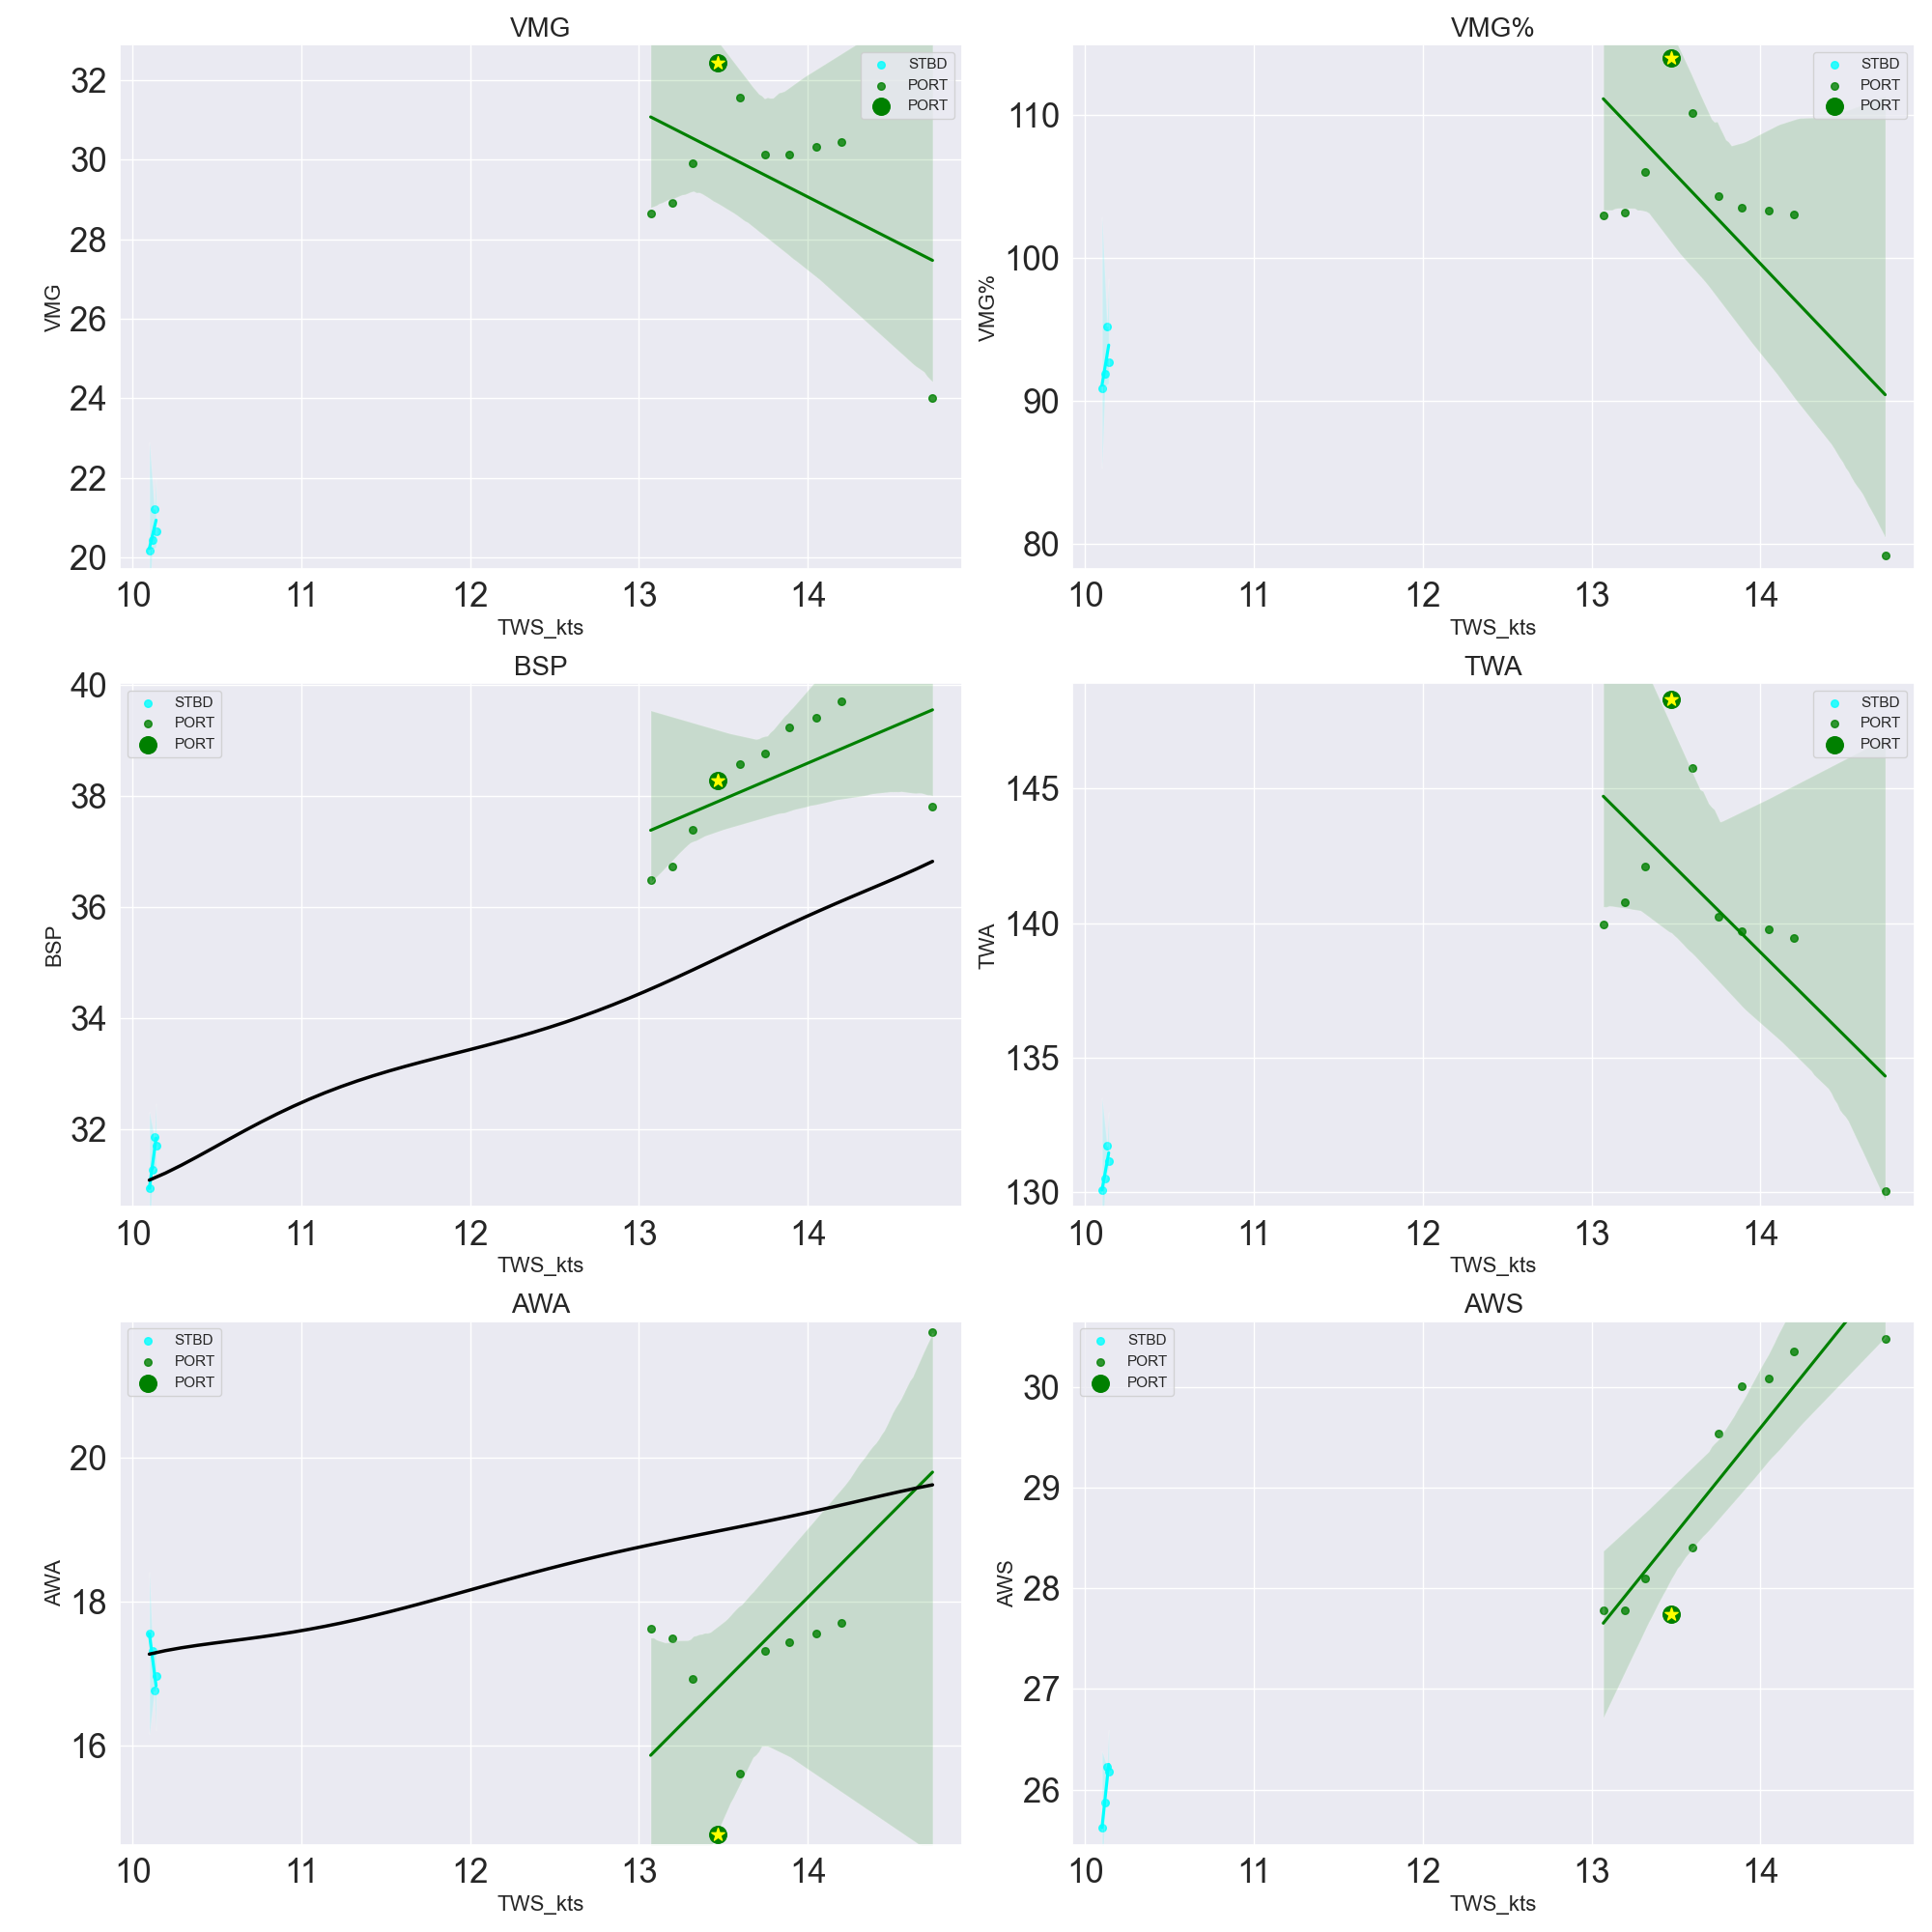 VMG
VMG
32
30
28
26
24
22
20
10 11 12 13 14
TWS_kts
STBD
PORT
PORT
VMG%
VMG%
110
100
90
80
10 11 12 13 14
TWS_kts
STBD
PORT
PORT
BSP
BSP
40
38
36
34
32
10 11 12 13 14
TWS_kts
STBD
PORT
PORT
TWA
TWA
145
140
135
130
10 11 12 13 14
TWS_kts
STBD
PORT
PORT
AWA
AWA
20
18
16
10 11 12 13 14
TWS_kts
STBD
PORT
PORT
AWS
AWS
30
29
28
27
26
10 11 12 13 14
TWS_kts
STBD
PORT
PORT